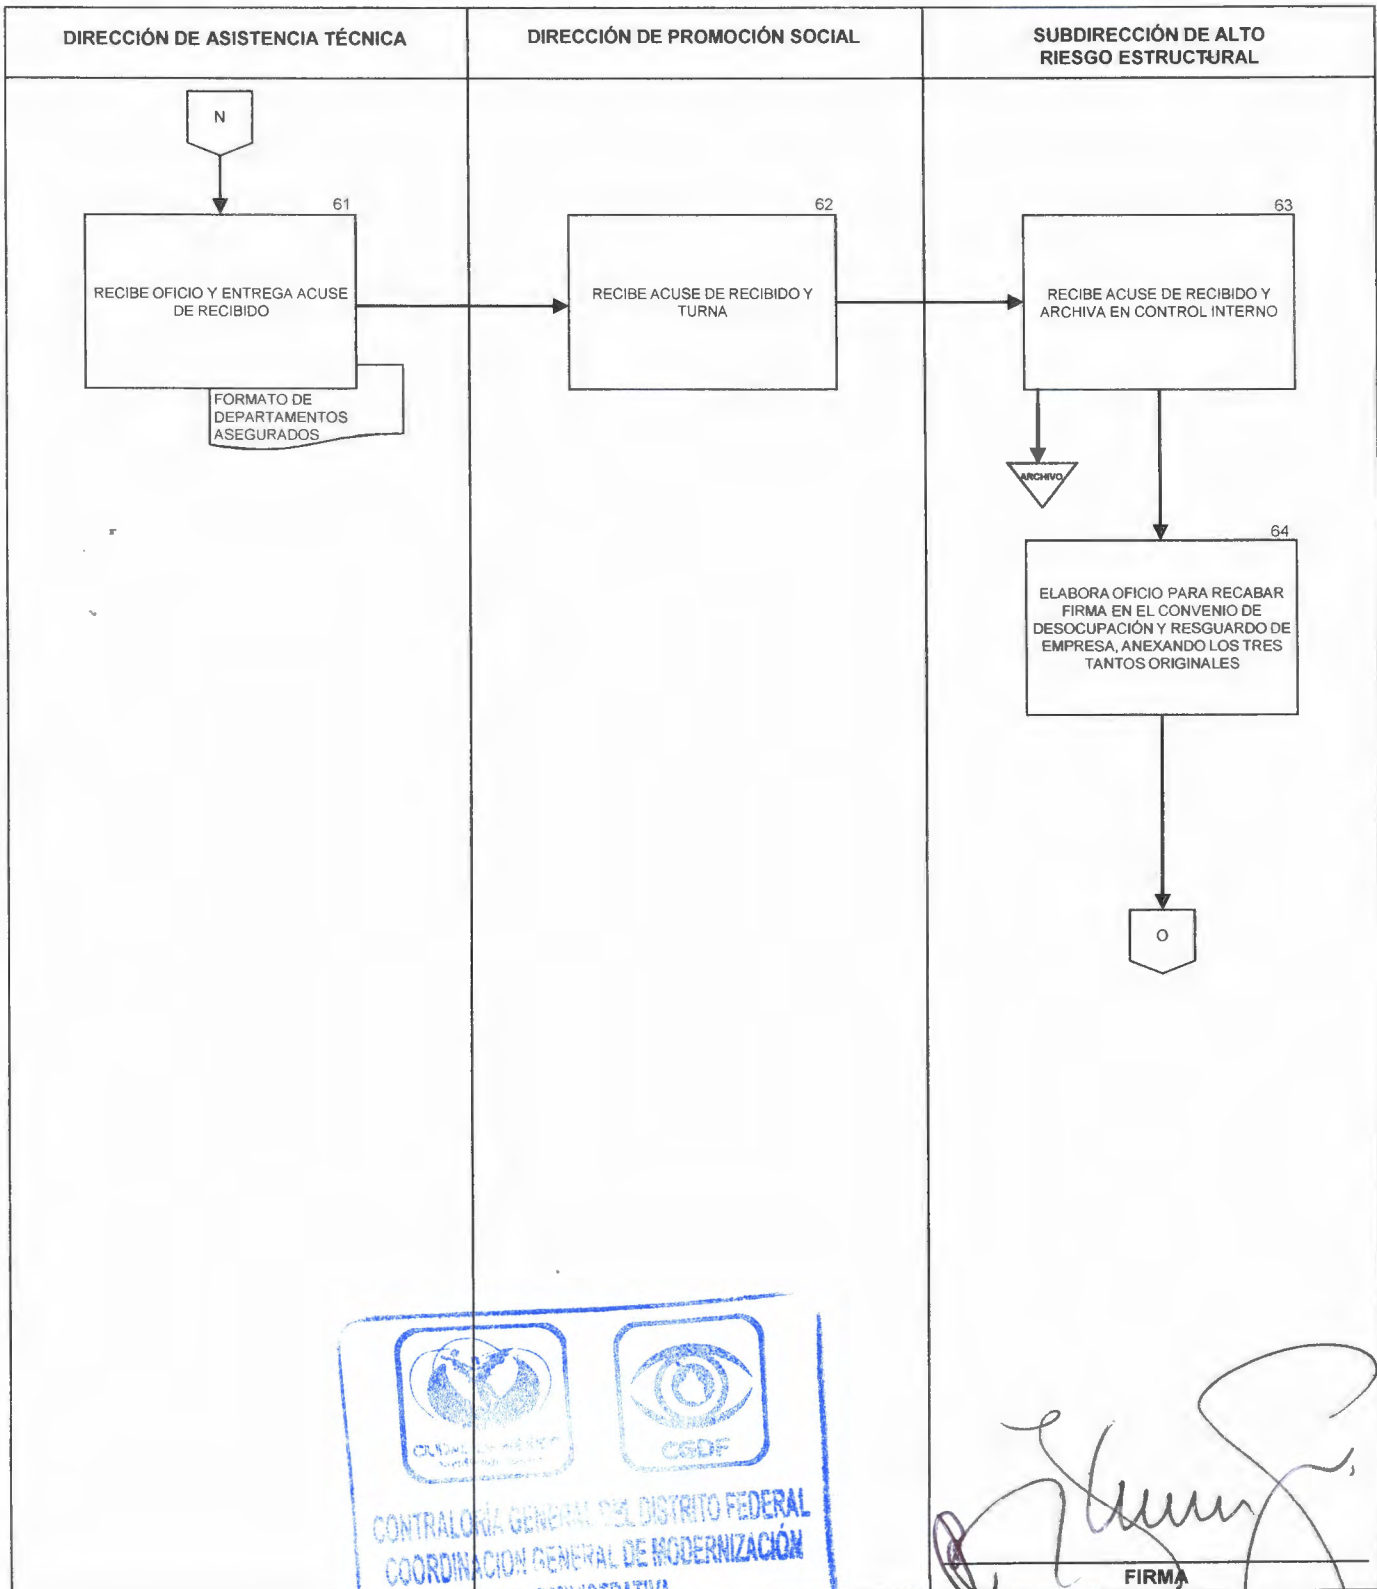 DIRECCIÓN DE ASISTENCIA TÉCNICA
DIRECCIÓN DE PROMOCIÓN SOCIAL
SUBDIRECCIÓN DE ALTO
RIESGO ESTRUCTURAL
N
61
RECIBE OFICIO Y ENTREGA ACUSE
DE RECIBIDO
FORMATO DE
DEPARTAMENTOS
ASEGURADOS
62
RECIBE ACUSE DE RECIBIDO Y
TURNA
63
RECIBE ACUSE DE RECIBIDO Y
ARCHIVA EN CONTROL INTERNO
ARCHIVO
64
ELABORA OFICIO PARA RECABAR
FIRMA EN EL CONVENIO DE
DESOCUPACIÓN Y RESGUARDO DE
EMPRESA, ANEXANDO LOS TRES
TANTOS ORIGINALES
O
CIUDAD DE MÉXICO
CGDF
CONTRALORÍA GENERAL DEL DISTRITO FEDERAL
COORDINACIÓN GENERAL DE MODERNIZACIÓN
FIRMA